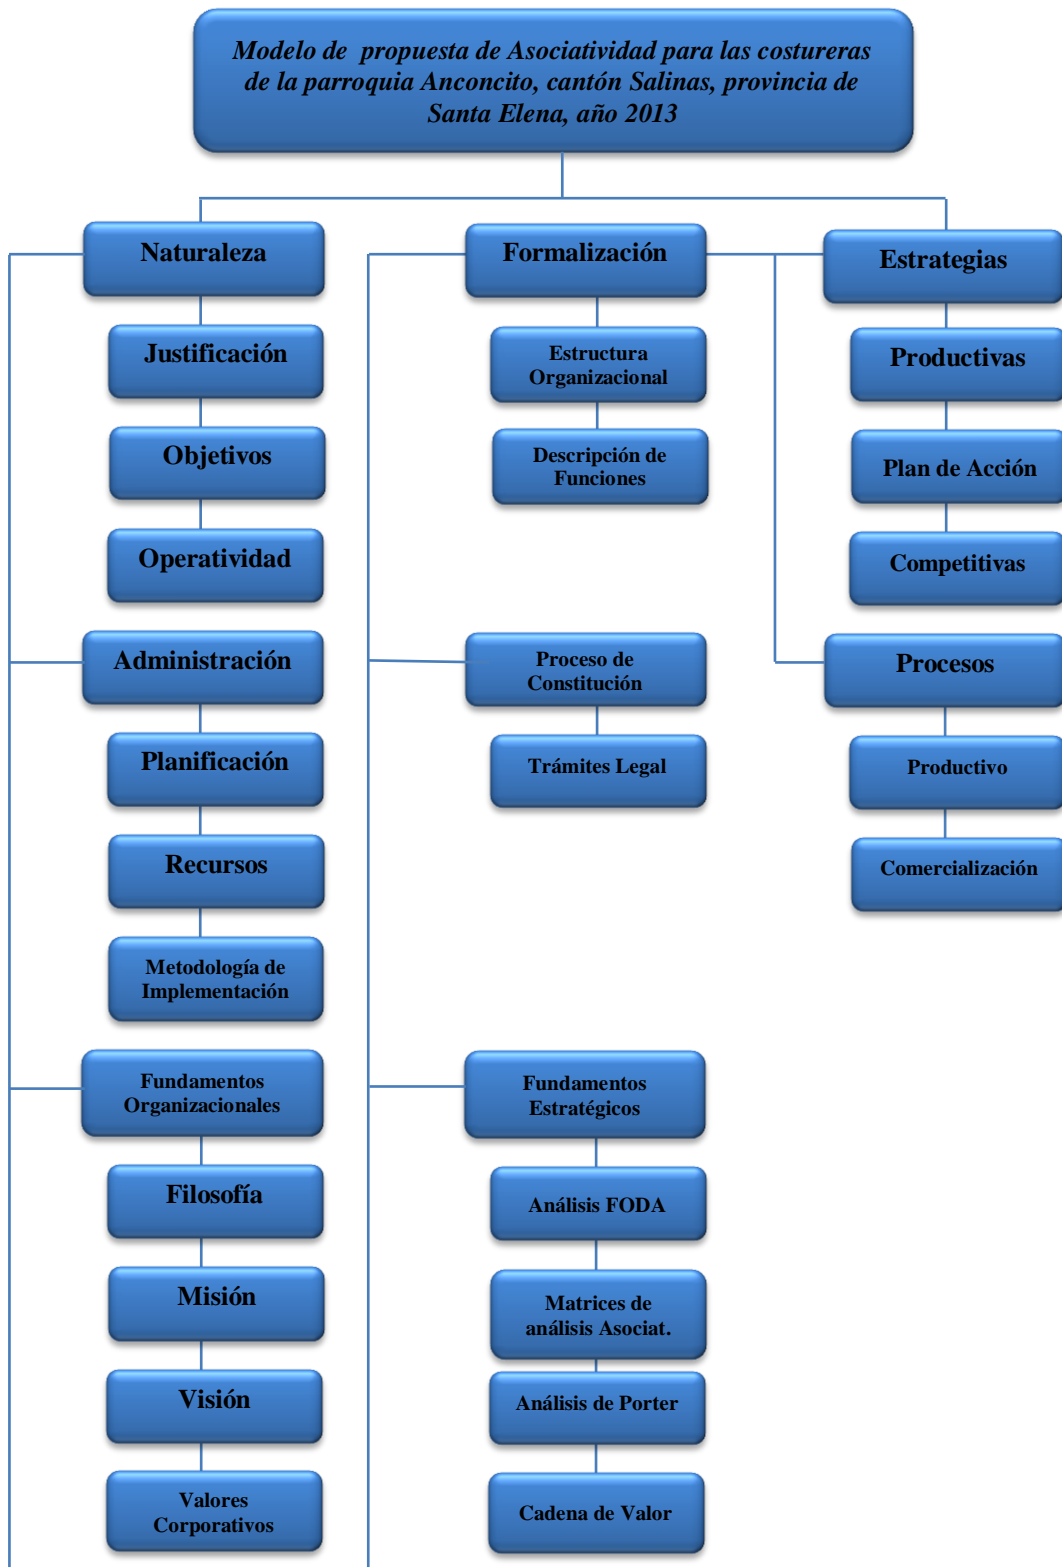 Modelo de propuesta de Asociatividad para las costureras
de la parroquia Anconcito, cantón Salinas, provincia de
Santa Elena, año 2013
Naturaleza
Justificación
Objetivos
Operatividad
Administración
Planificación
Recursos
Metodología de
Implementación
Fundamentos
Organizacionales
Filosofía
Misión
Visión
Valores
Corporativos
Formalización
Estructura
Organizacional
Descripción de
Funciones
Proceso de
Constitución
Trámites Legal
Fundamentos
Estratégicos
Análisis FODA
Matrices de
análisis Asociat.
Análisis de Porter
Cadena de Valor
Estrategias
Productivas
Plan de Acción
Competitivas
Procesos
Productivo
Comercialización